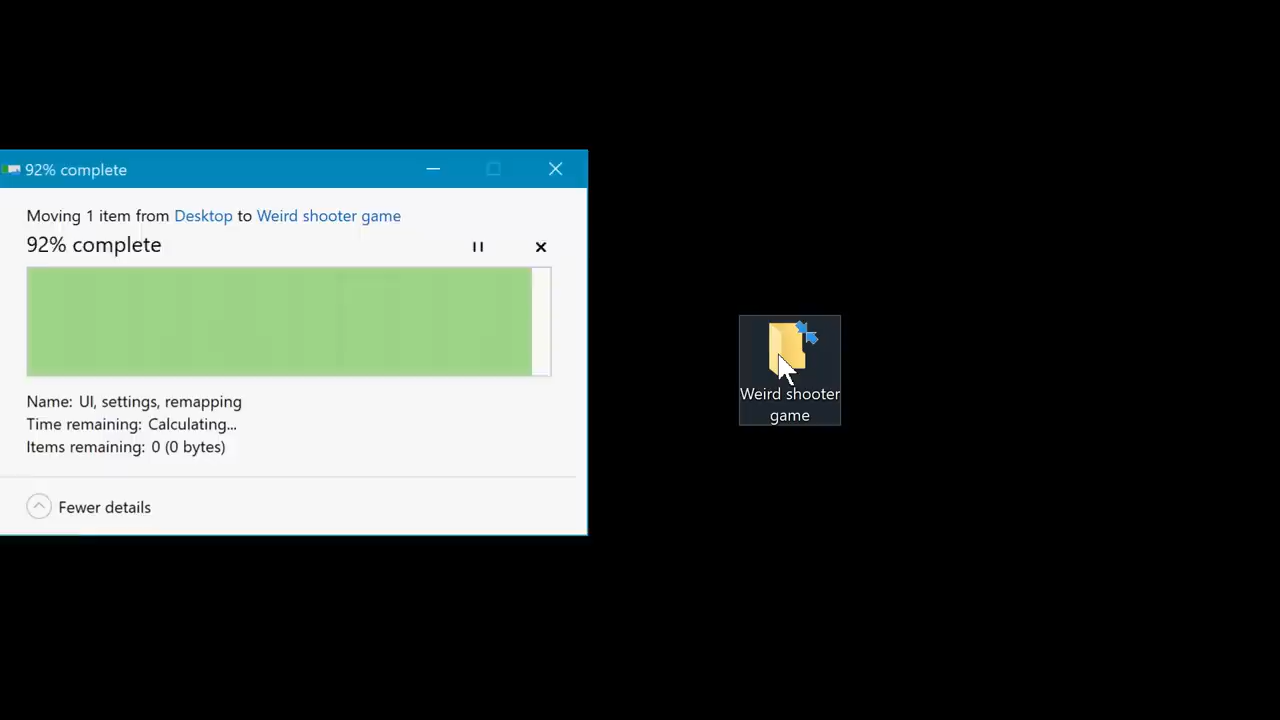 92% complete
Moving 1 item from Desktop to Weird shooter game
92% complete
Name: UI, settings, remapping
Time remaining: Calculating...
Items remaining: 0 (0 bytes)
Fewer details
Weird shooter
game